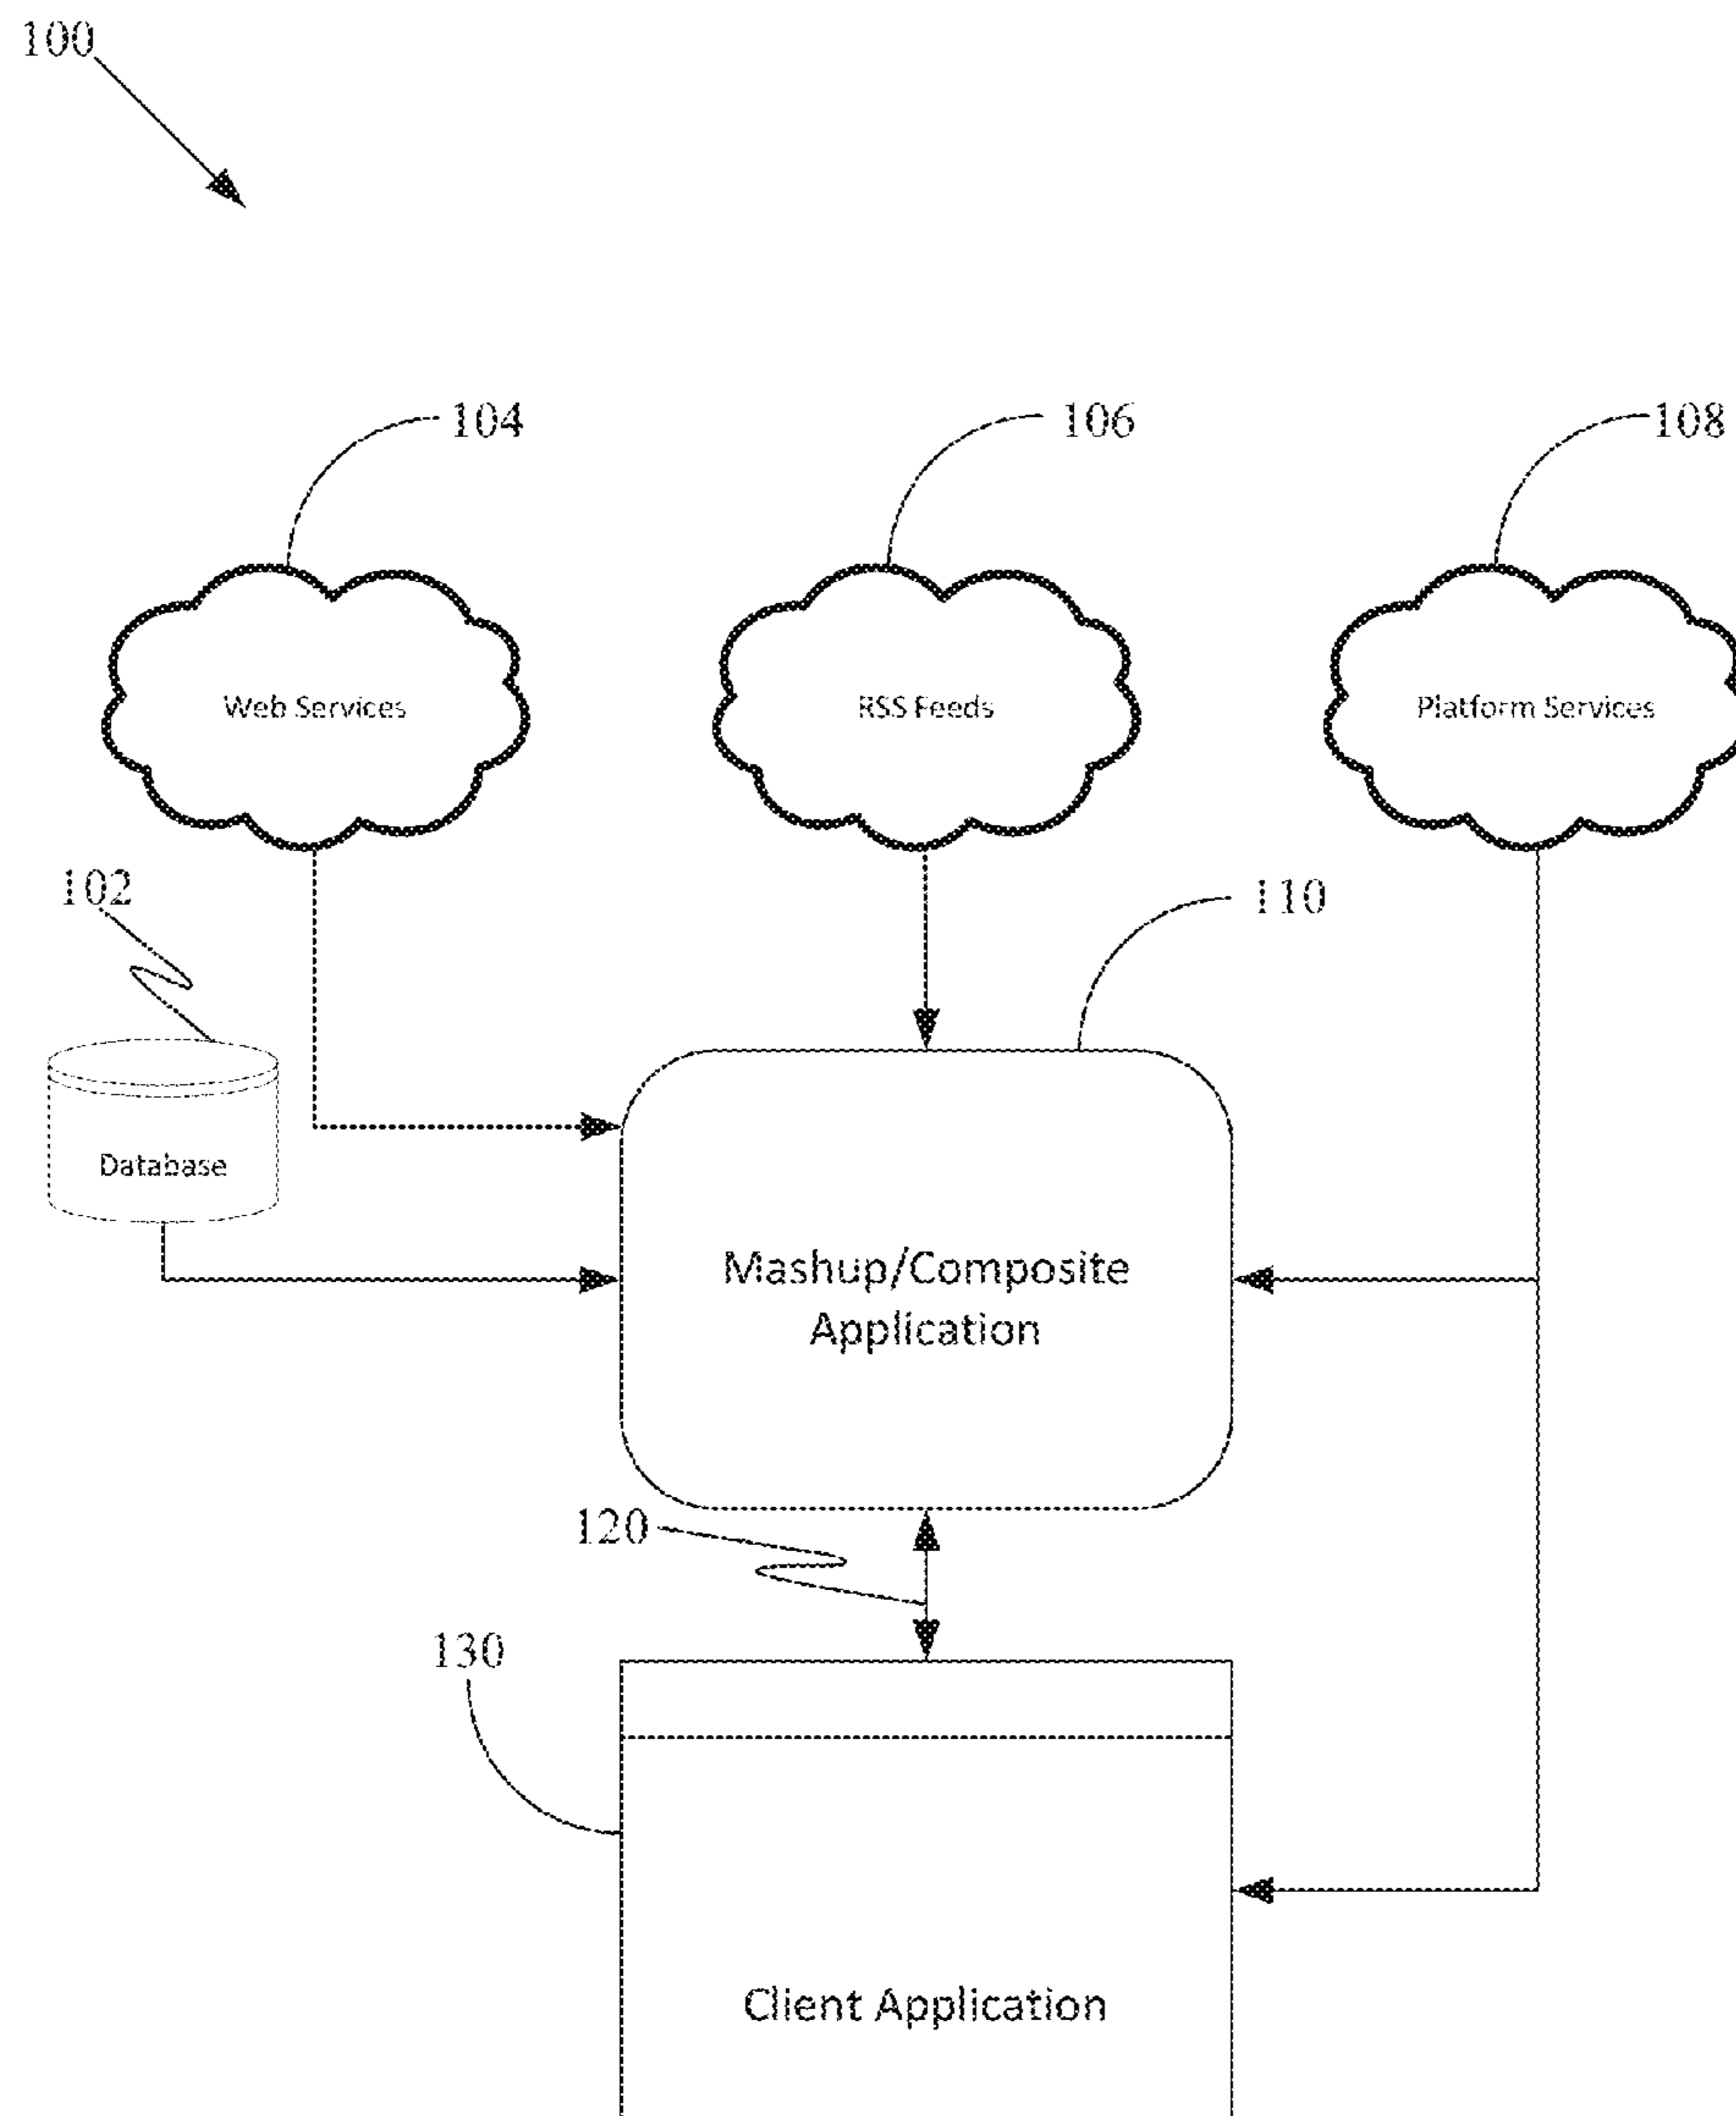 100
104
106
108
Web Services
RSS Feeds
Platform Services
102
110
Database
Mashup/Composite
Application
120
130
Client Application